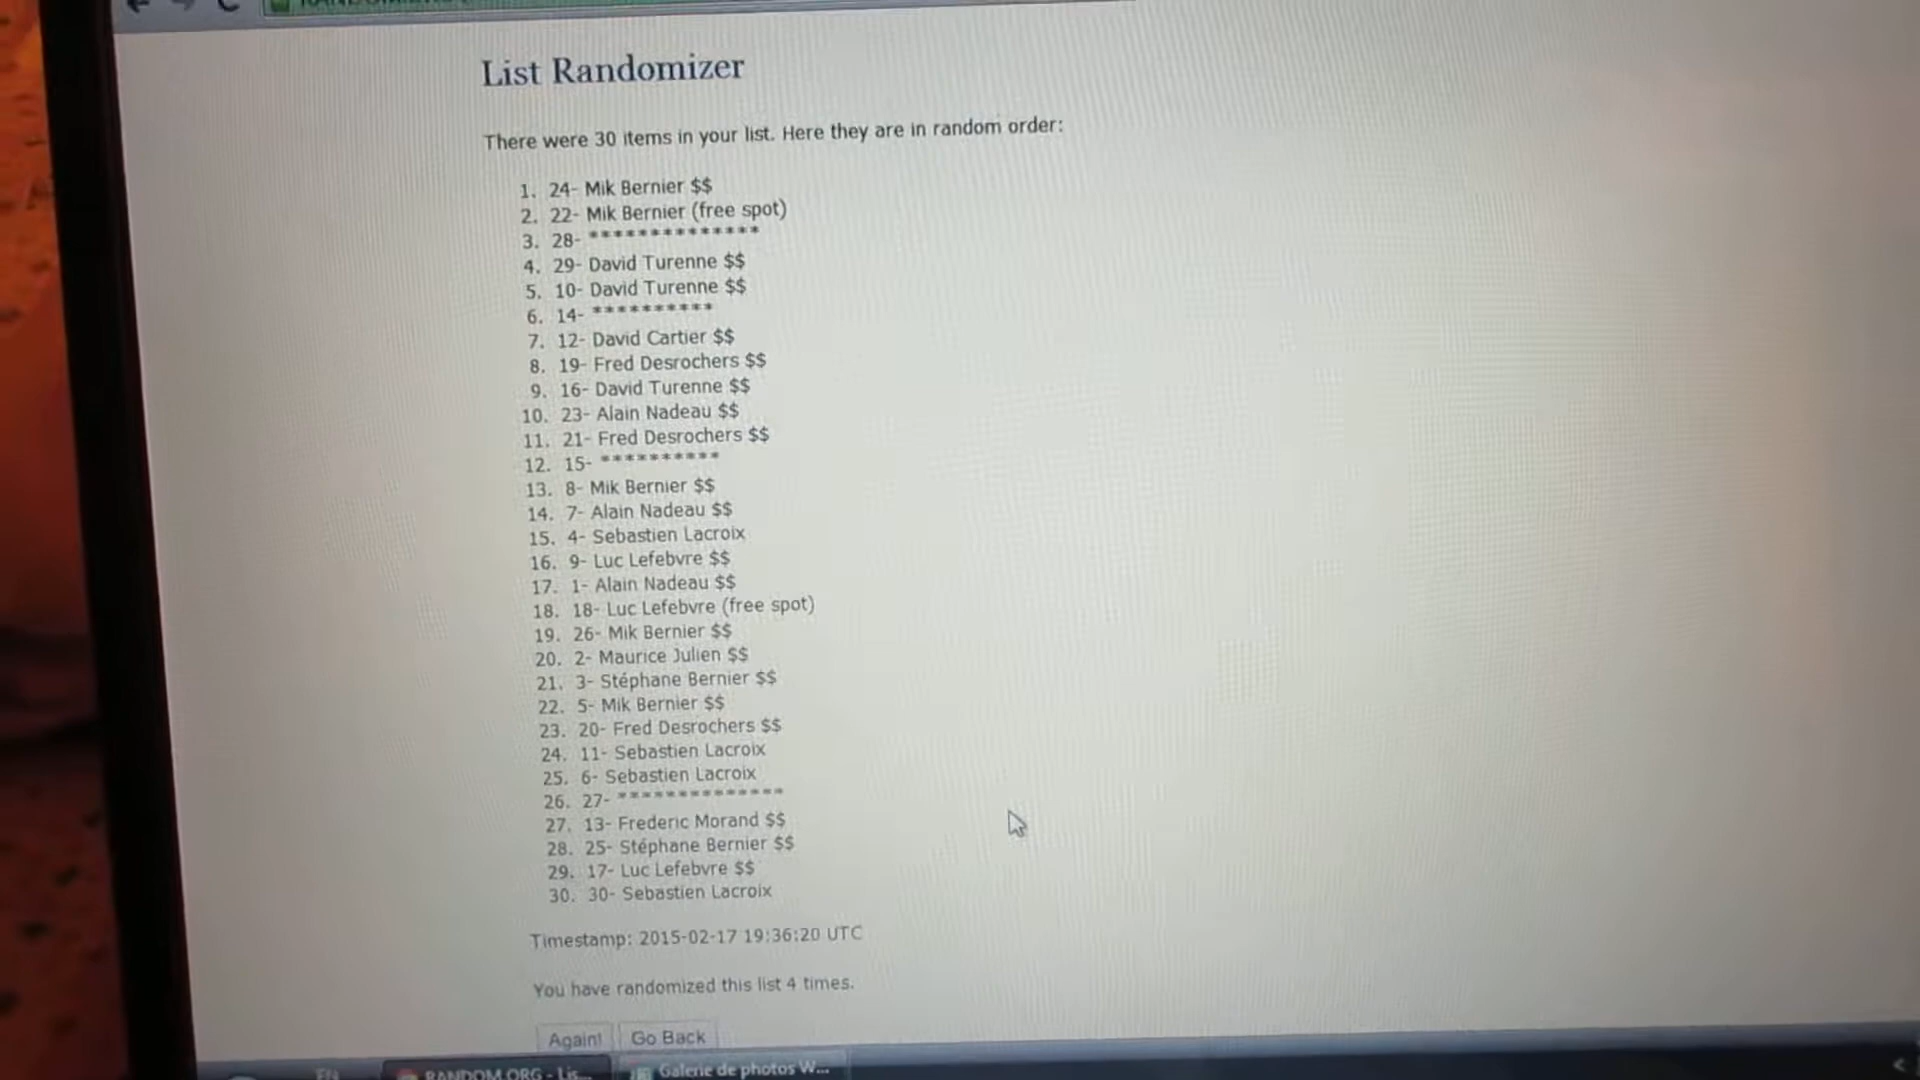 List Randomizer
There were 30 items in your list. Here they are in random order:
1. 24- Mik Bernier $$
2. 22- Mik Bernier (free spot)
3. 28- **************
4. 29- David Turenne $$
5. 10- David Turenne $$
6. 14- **********
7. 12- David Cartier $$
8. 19- Fred Desrochers $$
9. 16- David Turenne $$
10. 23- Alain Nadeau $$
11. 21- Fred Desrochers $$
12. 15- **********
13. 8- Mik Bernier $$
14. 7- Alain Nadeau $$
15. 4- Sebastien Lacroix
16. 9- Luc Lefebvre $$
17. 1- Alain Nadeau $$
18. 18- Luc Lefebvre (free spot)
19. 26- Mik Bernier $$
20. 2- Maurice Julien $$
21. 3- Stéphane Bernier $$
22. 5- Mik Bernier $$
23. 20- Fred Desrochers $$
24. 11- Sebastien Lacroix
25. 6- Sebastien Lacroix
26. 27- **************
27. 13- Frederic Morand $$
28. 25- Stéphane Bernier $$
29. 17- Luc Lefebvre $$
30. 30- Sebastien Lacroix
Timestamp: 2015-02-17 19:36:20 UTC
You have randomized this list 4 times.
Again! Go Back
RANDOM.ORG - Lis... Galerie de photos W...